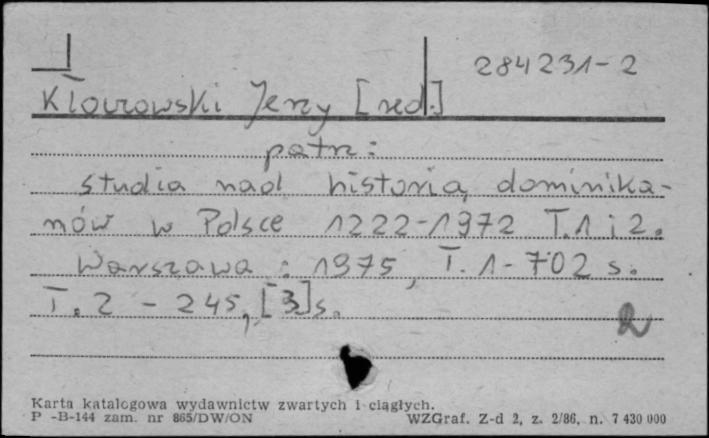 284231-2
Kłoczowski Jerzy [red.]
patrz:
studia nad historią dominika-
nów w Polsce 1222-1972 T.1 i 2.
Warszawa : 1975, T. 1 - 702 s.
T. 2 - 245, [3] s.
Karta katalogowa wydawnictw zwartych i ciągłych.
P -B-144 zam. nr 865/DW/ON WZGraf. Z-d 2, z. 2/86, n. 7 430 000